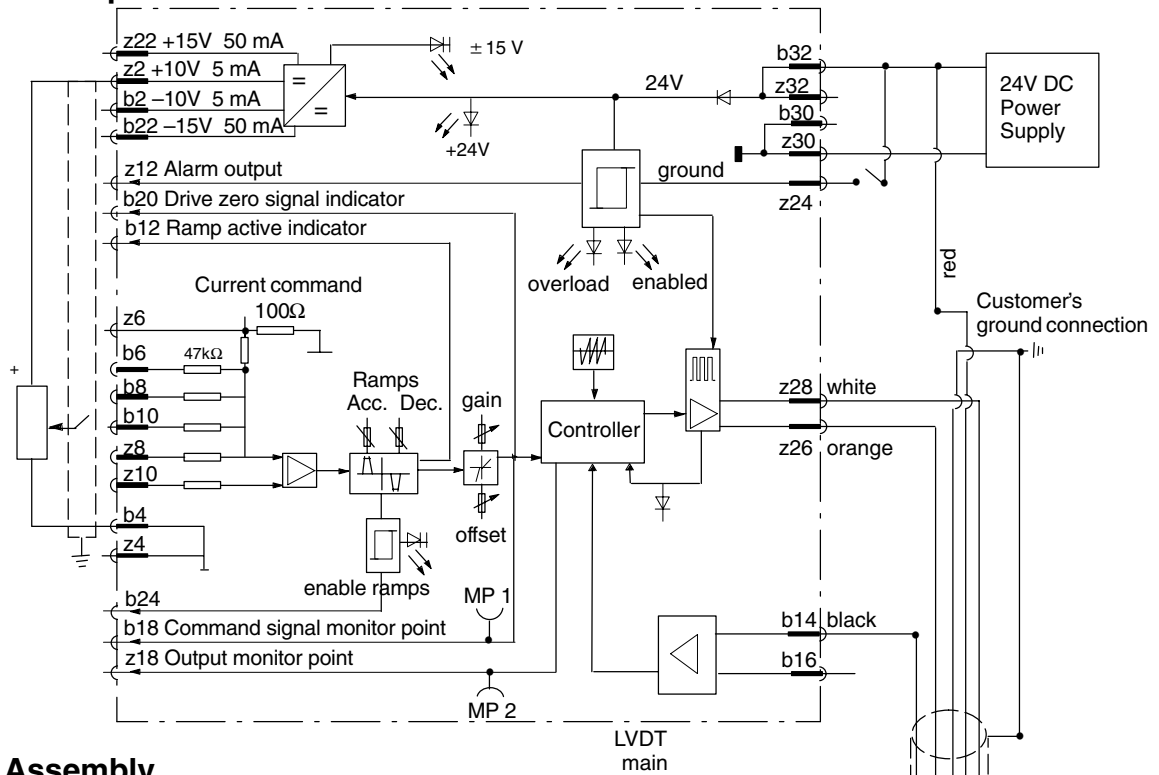 z22 +15V 50 mA
z2 +10V 5 mA
b2 –10V 5 mA
b22 –15V 50 mA
=
=
± 15 V
+24V
24V
b32
z32
b30
z30
24V DC
Power
Supply
z12 Alarm output
ground
z24
b20 Drive zero signal indicator
b12 Ramp active indicator
overload
enabled
red
Current command
100Ω
Customer's
ground connection
z6
b6
47kΩ
+
b8
b10
z8
z10
b4
z4
Ramps
Acc. Dec.
gain
offset
Controller
z28 white
z26 orange
enable ramps
b24
MP 1
b18 Command signal monitor point
z18 Output monitor point
MP 2
b14 black
b16
LVDT
main
Assembly